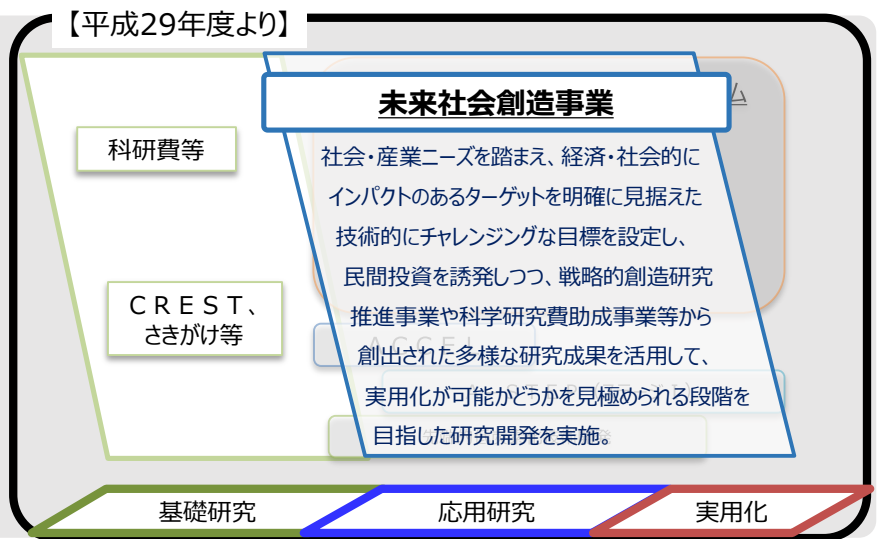 【平成29年度より】
未来社会創造事業
ム
科研費等
社会・産業ニーズを踏まえ、経済・社会的に
インパクトのあるターゲットを明確に見据えた
技術的にチャレンジングな目標を設定し、
民間投資を誘発しつつ、戦略的創造研究
推進事業や科学研究費助成事業等から
創出された多様な研究成果を活用して、
実用化が可能かどうかを見極められる段階を
目指した研究開発を実施。
ＣＲＥＳＴ、
さきがけ等
ＡＣＣＥＬ
基礎研究
応用研究
実用化